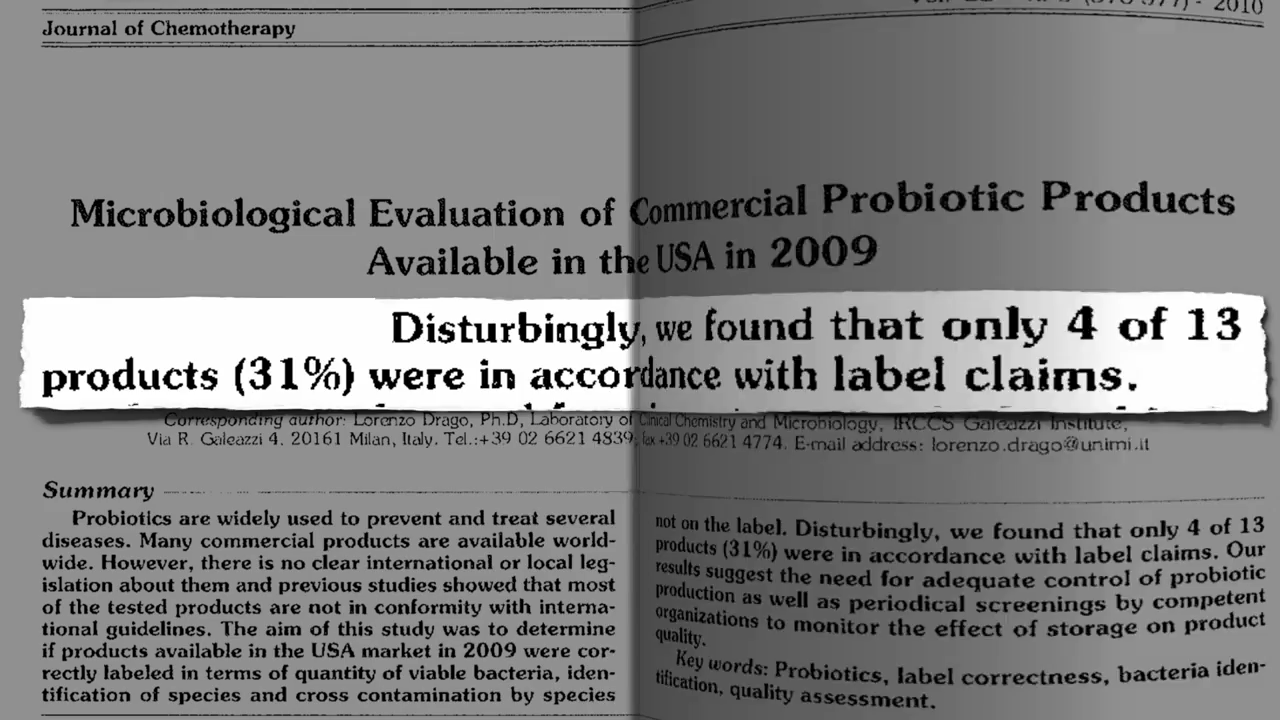 Journal of Chemotherapy
2010
Microbiological Evaluation of Commercial Probiotic Products
Available in the USA in 2009
Disturbingly, we found that only 4 of 13
products (31%) were in accordance with label claims.
Corresponding author: Lorenzo Drago, Ph.D, Laboratory of Clinical Chemistry and Microbiology, IRCCS Galeazzi Institute,
Via R. Galeazzi 4, 20161 Milan, Italy. Tel.:+39 02 6621 4839, fax +39 02 6621 4774. E-mail address: lorenzo.drago@unimi.it
Summary
Probiotics are widely used to prevent and treat several
diseases. Many commercial products are available world-
wide. However, there is no clear international or local leg-
islation about them and previous studies showed that most
of the tested products are not in conformity with interna-
tional guidelines. The aim of this study was to determine
if products available in the USA market in 2009 were cor-
rectly labeled in terms of quantity of viable bacteria, iden-
tification of species and cross contamination by species
not on the label. Disturbingly, we found that only 4 of 13
products (31%) were in accordance with label claims. Our
results suggest the need for adequate control of probiotic
production as well as periodical screenings by competent
organizations to monitor the effect of storage on product
quality.
Key words: Probiotics, label correctness, bacteria iden-
tification, quality assessment.